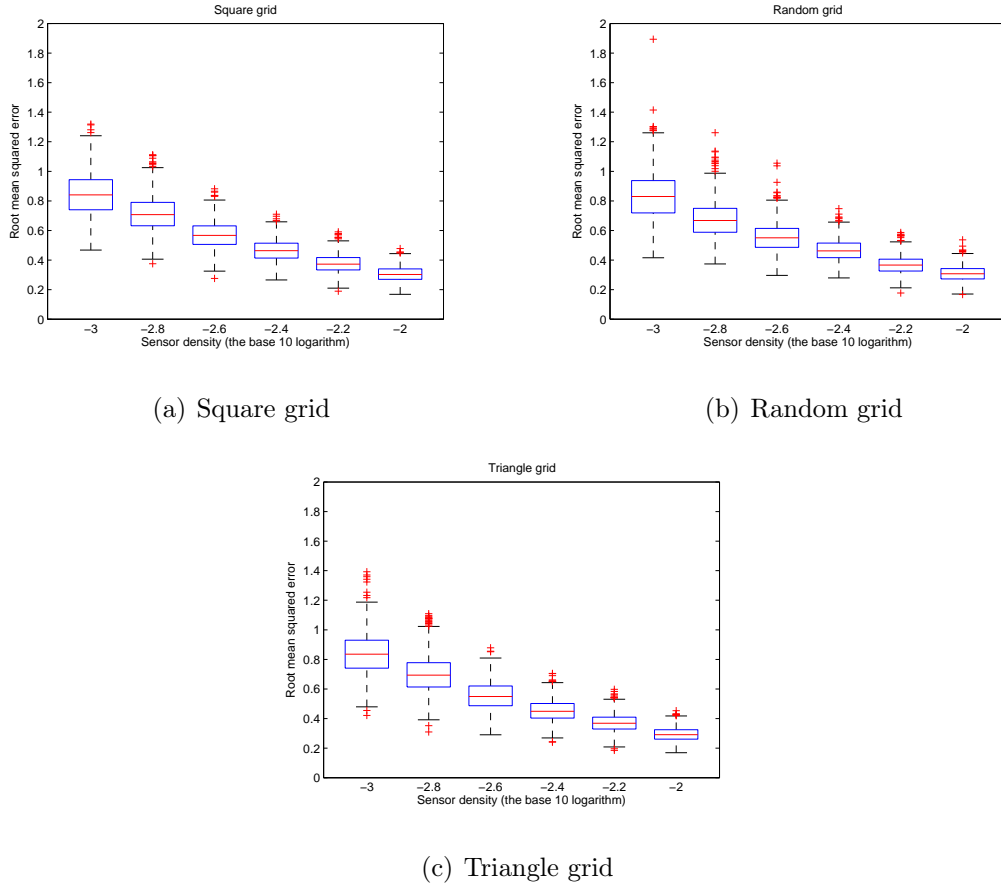 Square grid
Root mean squared error
2
1.8
1.6
1.4
1.2
1
0.8
0.6
0.4
0.2
0
−3 −2.8 −2.6 −2.4 −2.2 −2
Sensor density (the base 10 logarithm)
(a) Square grid
Random grid
Root mean squared error
2
1.8
1.6
1.4
1.2
1
0.8
0.6
0.4
0.2
0
−3 −2.8 −2.6 −2.4 −2.2 −2
Sensor density (the base 10 logarithm)
(b) Random grid
Triangle grid
Root mean squared error
2
1.8
1.6
1.4
1.2
1
0.8
0.6
0.4
0.2
0
−3 −2.8 −2.6 −2.4 −2.2 −2
Sensor density (the base 10 logarithm)
(c) Triangle grid